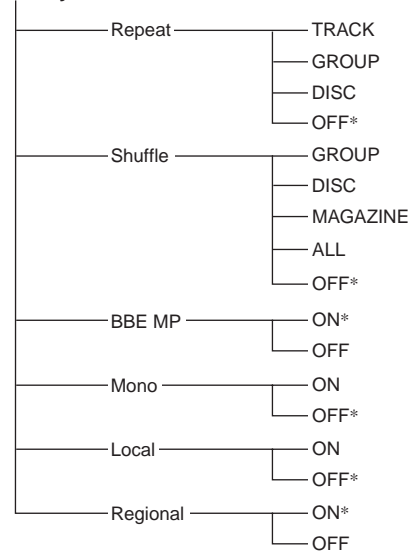 Repeat TRACK
GROUP
DISC
OFF*
Shuffle GROUP
DISC
MAGAZINE
ALL
OFF*
BBE MP ON*
OFF
Mono ON
OFF*
Local ON
OFF*
Regional ON*
OFF